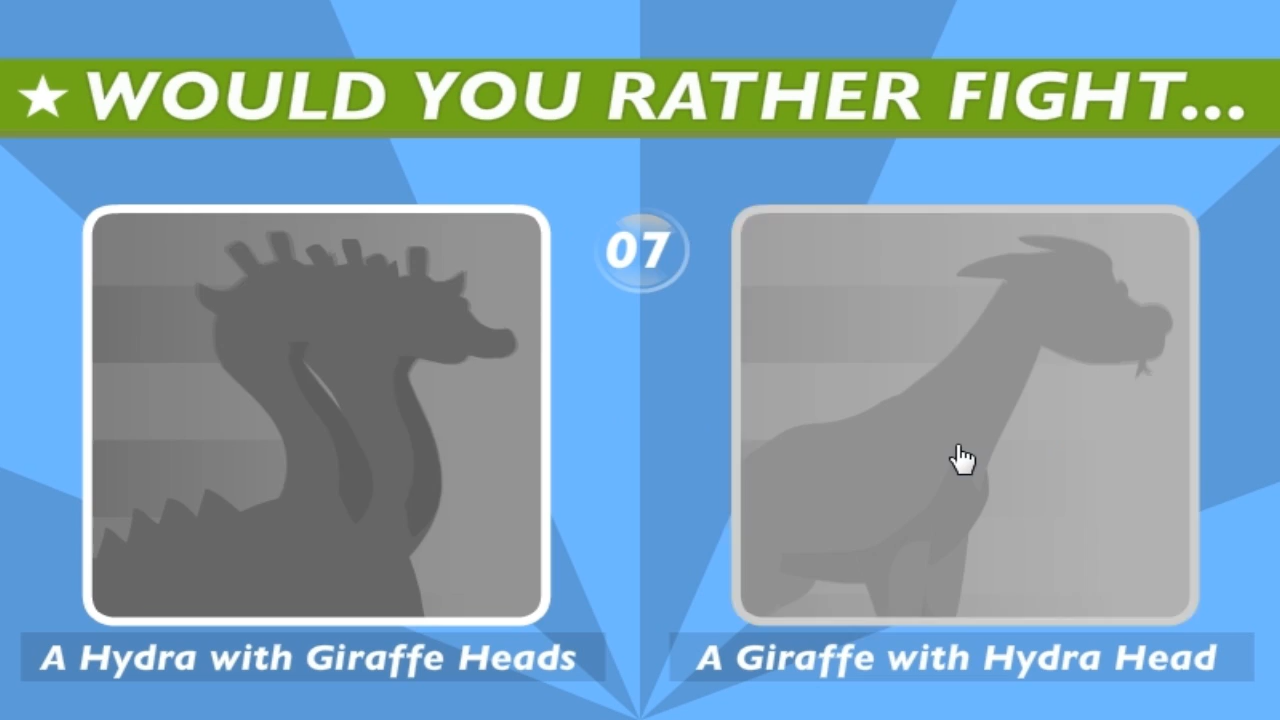 WOULD YOU RATHER FIGHT...
07
A Hydra with Giraffe Heads
A Giraffe with Hydra Head